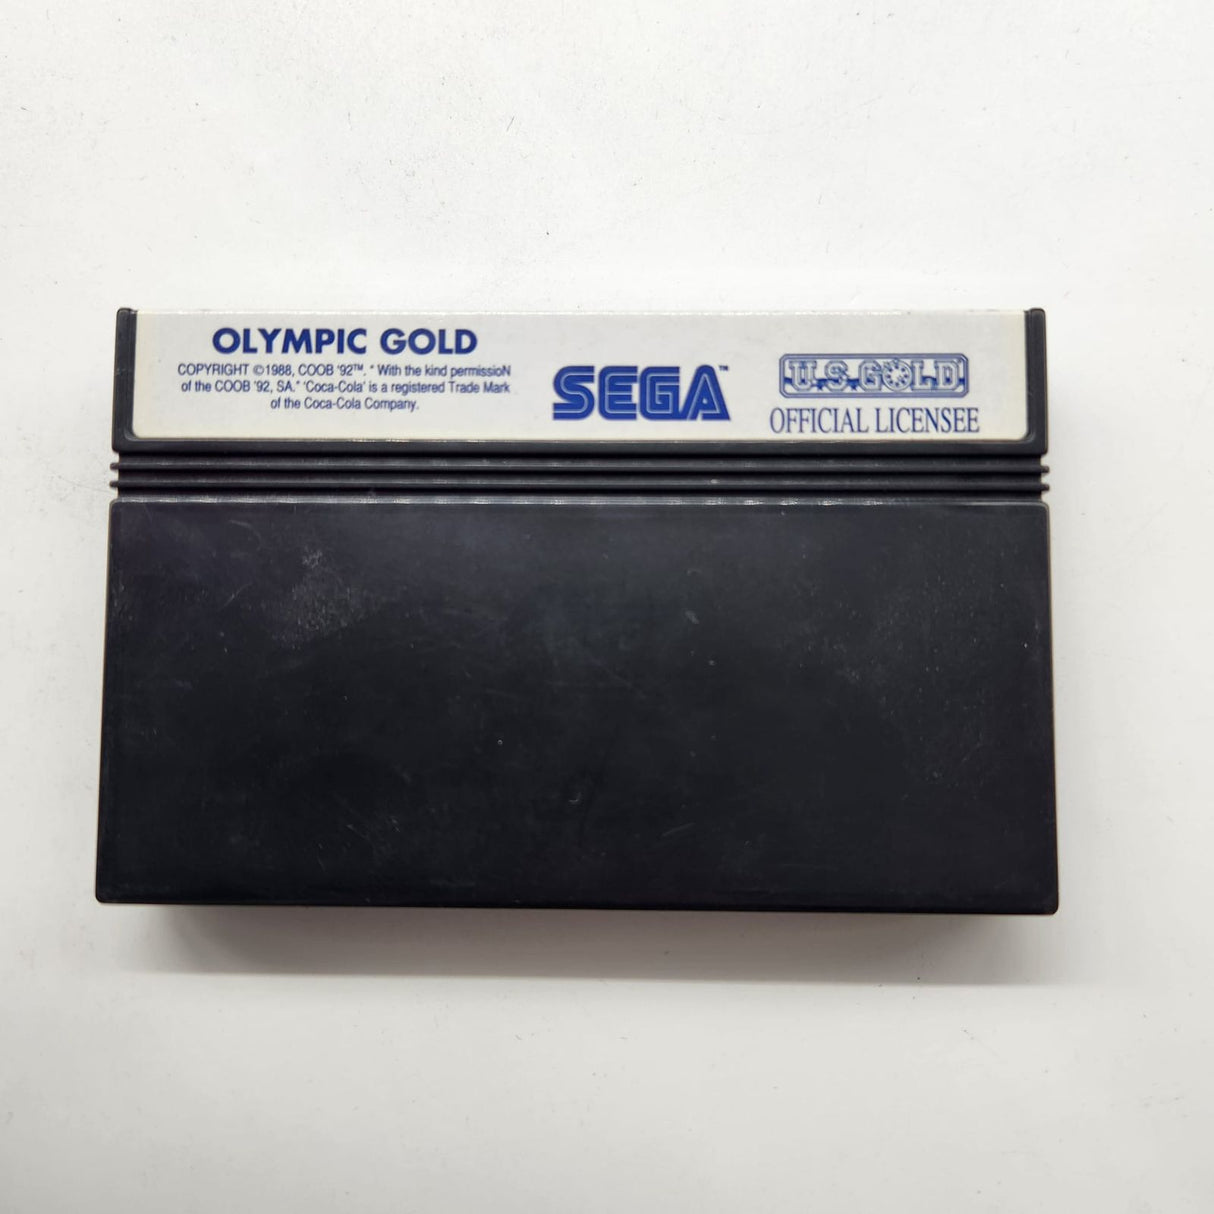 OLYMPIC GOLD
COPYRIGHT ©1988, COOB '92™. " With the kind permissioN
of the COOB '92, SA." 'Coca-Cola' is a registered Trade Mark
of the Coca-Cola Company.
SEGA™
U.S. GOLD
OFFICIAL LICENSEE